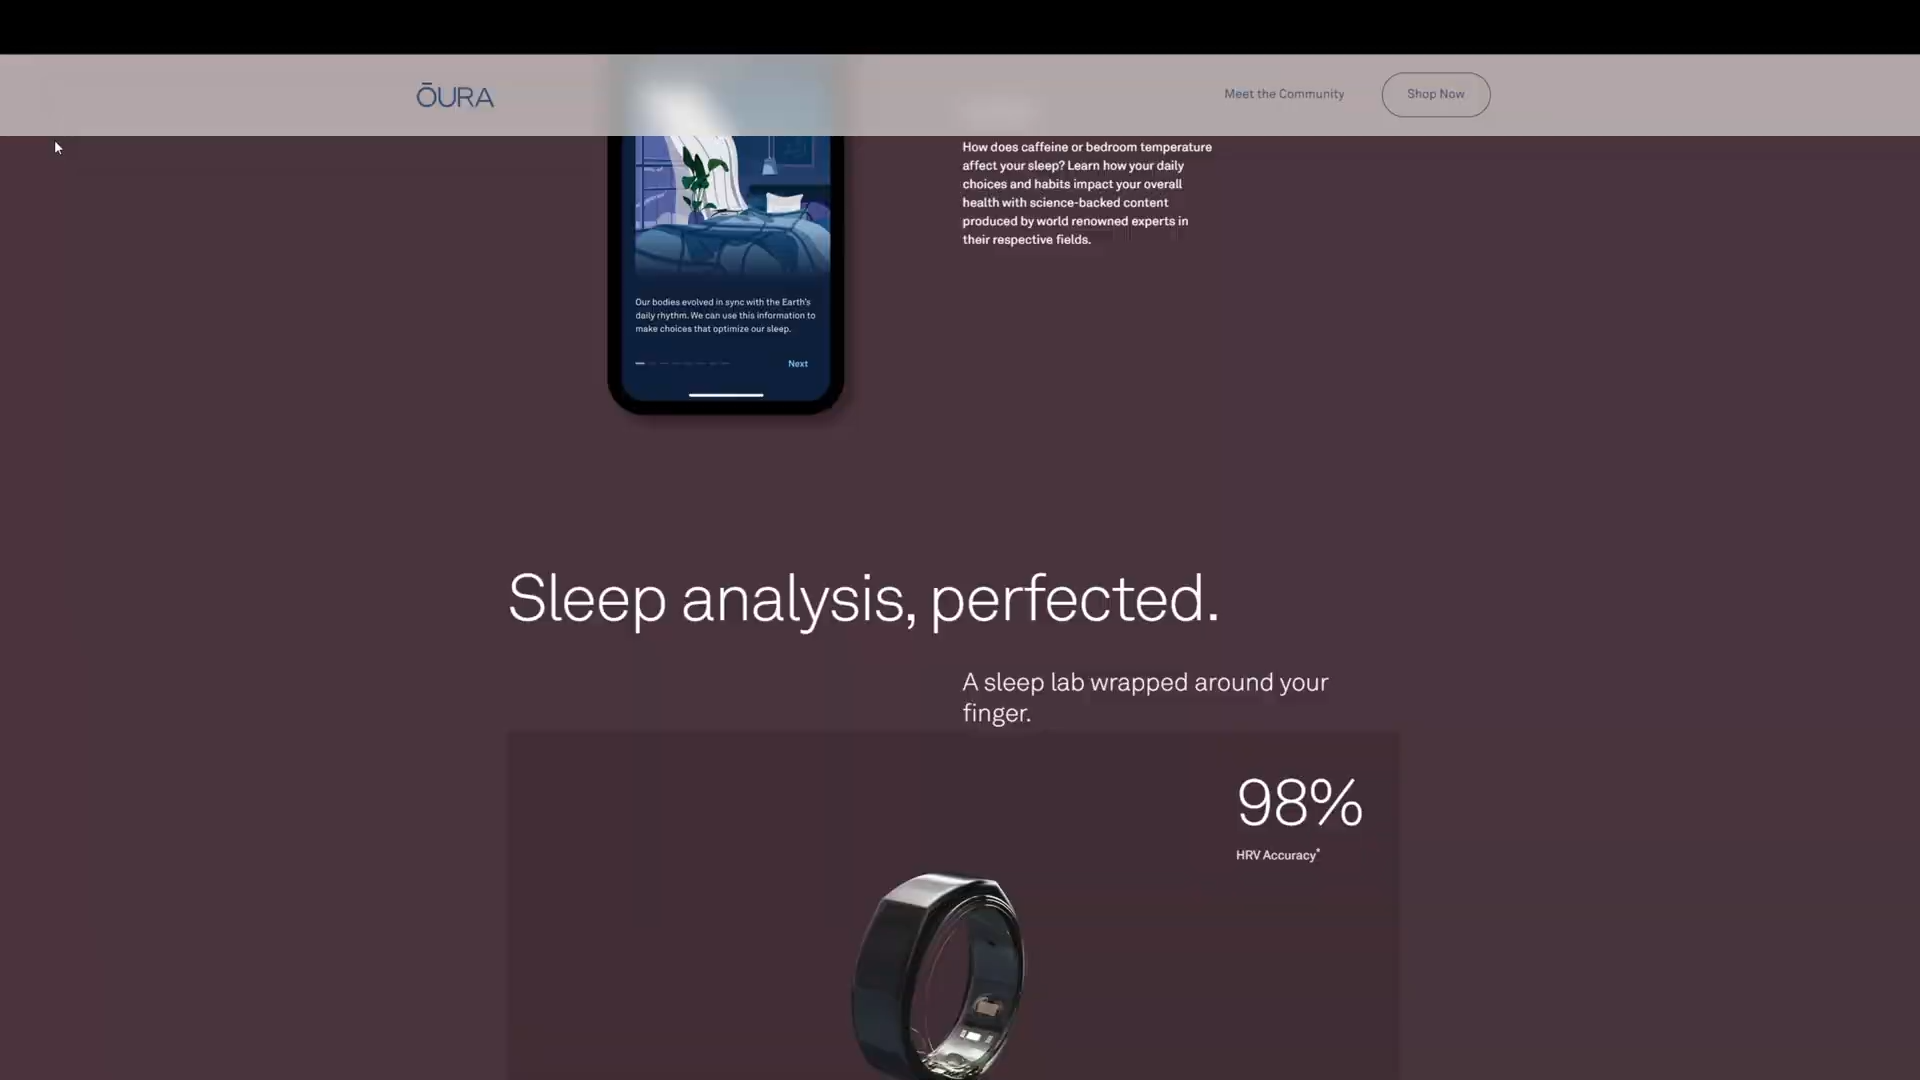 ŌURA
Meet the Community
Shop Now
How does caffeine or bedroom temperature
affect your sleep? Learn how your daily
choices and habits impact your overall
health with science-backed content
produced by world renowned experts in
their respective fields.
Our bodies evolved in sync with the Earth's
daily rhythm. We can use this information to
make choices that optimize our sleep.
Next
Sleep analysis, perfected.
A sleep lab wrapped around your
finger.
98%
HRV Accuracy*